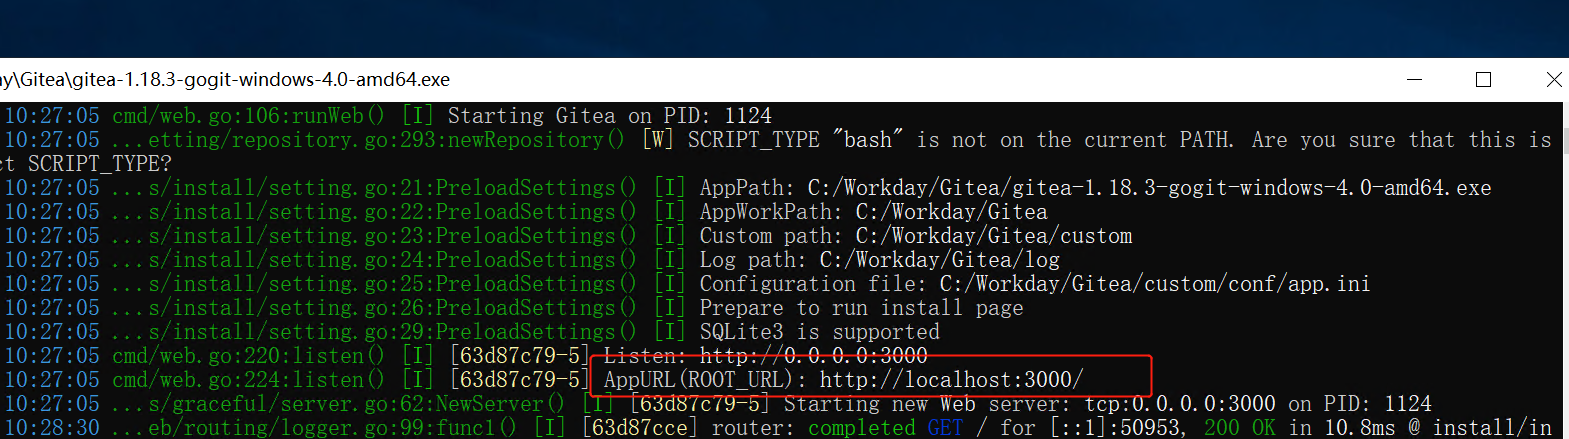 y\Gitea\gitea-1.18.3-gogit-windows-4.0-amd64.exe
10:27:05 cmd/web.go:106:runWeb() [I] Starting Gitea on PID: 1124
10:27:05 ...etting/repository.go:293:newRepository() [W] SCRIPT_TYPE "bash" is not on the current PATH. Are you sure that this is
ct SCRIPT_TYPE?
10:27:05 ...s/install/setting.go:21:PreloadSettings() [I] AppPath: C:/Workday/Gitea/gitea-1.18.3-gogit-windows-4.0-amd64.exe
10:27:05 ...s/install/setting.go:22:PreloadSettings() [I] AppWorkPath: C:/Workday/Gitea
10:27:05 ...s/install/setting.go:23:PreloadSettings() [I] Custom path: C:/Workday/Gitea/custom
10:27:05 ...s/install/setting.go:24:PreloadSettings() [I] Log path: C:/Workday/Gitea/log
10:27:05 ...s/install/setting.go:25:PreloadSettings() [I] Configuration file: C:/Workday/Gitea/custom/conf/app.ini
10:27:05 ...s/install/setting.go:26:PreloadSettings() [I] Prepare to run install page
10:27:05 ...s/install/setting.go:29:PreloadSettings() [I] SQLite3 is supported
10:27:05 cmd/web.go:220:listen() [I] [63d87c79-5] Listen: http://0.0.0.0:3000
10:27:05 cmd/web.go:224:listen() [I] [63d87c79-5] AppURL(ROOT_URL): http://localhost:3000/
10:27:05 ...s/graceful/server.go:62:NewServer() [I] [63d87c79-5] Starting new Web server: tcp:0.0.0.0:3000 on PID: 1124
10:28:30 ...eb/routing/logger.go:99:func1() [I] [63d87cce] router: completed GET / for [::1]:50953, 200 OK in 10.8ms @ install/in